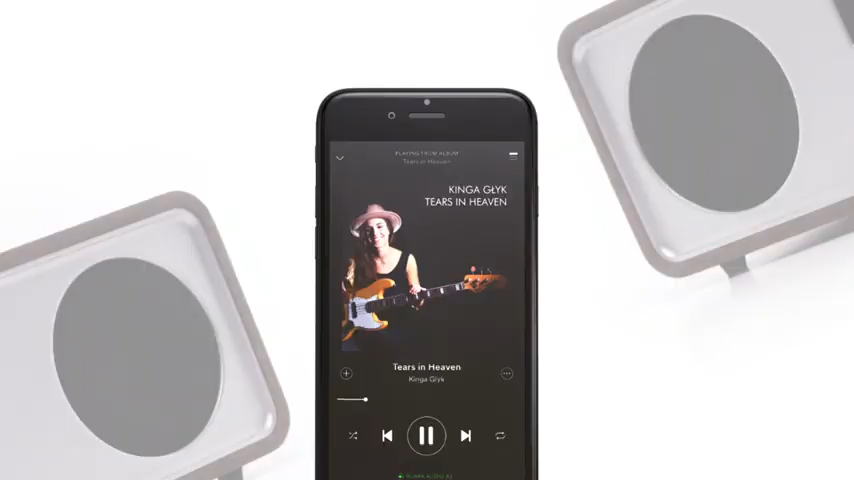 PLAYING FROM ALBUM
Tears in Heaven
KINGA GŁYK
TEARS IN HEAVEN
Tears in Heaven
Kinga Głyk